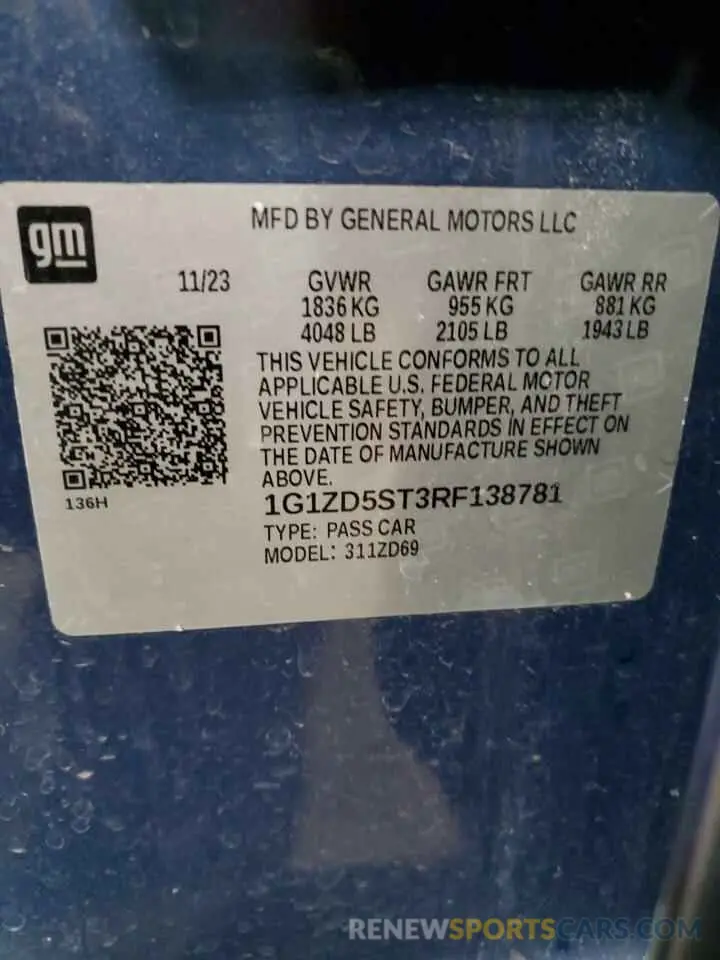 gm
MFD BY GENERAL MOTORS LLC
11/23 GVWR GAWR FRT GAWR RR
1836 KG 955 KG 881 KG
4048 LB 2105 LB 1943 LB
THIS VEHICLE CONFORMS TO ALL
APPLICABLE U.S. FEDERAL MOTOR
VEHICLE SAFETY, BUMPER, AND THEFT
PREVENTION STANDARDS IN EFFECT ON
THE DATE OF MANUFACTURE SHOWN
ABOVE.
136H
1G1ZD5ST3RF138781
TYPE: PASS CAR
MODEL: 311ZD69
RENEWSPORTSCARS.COM